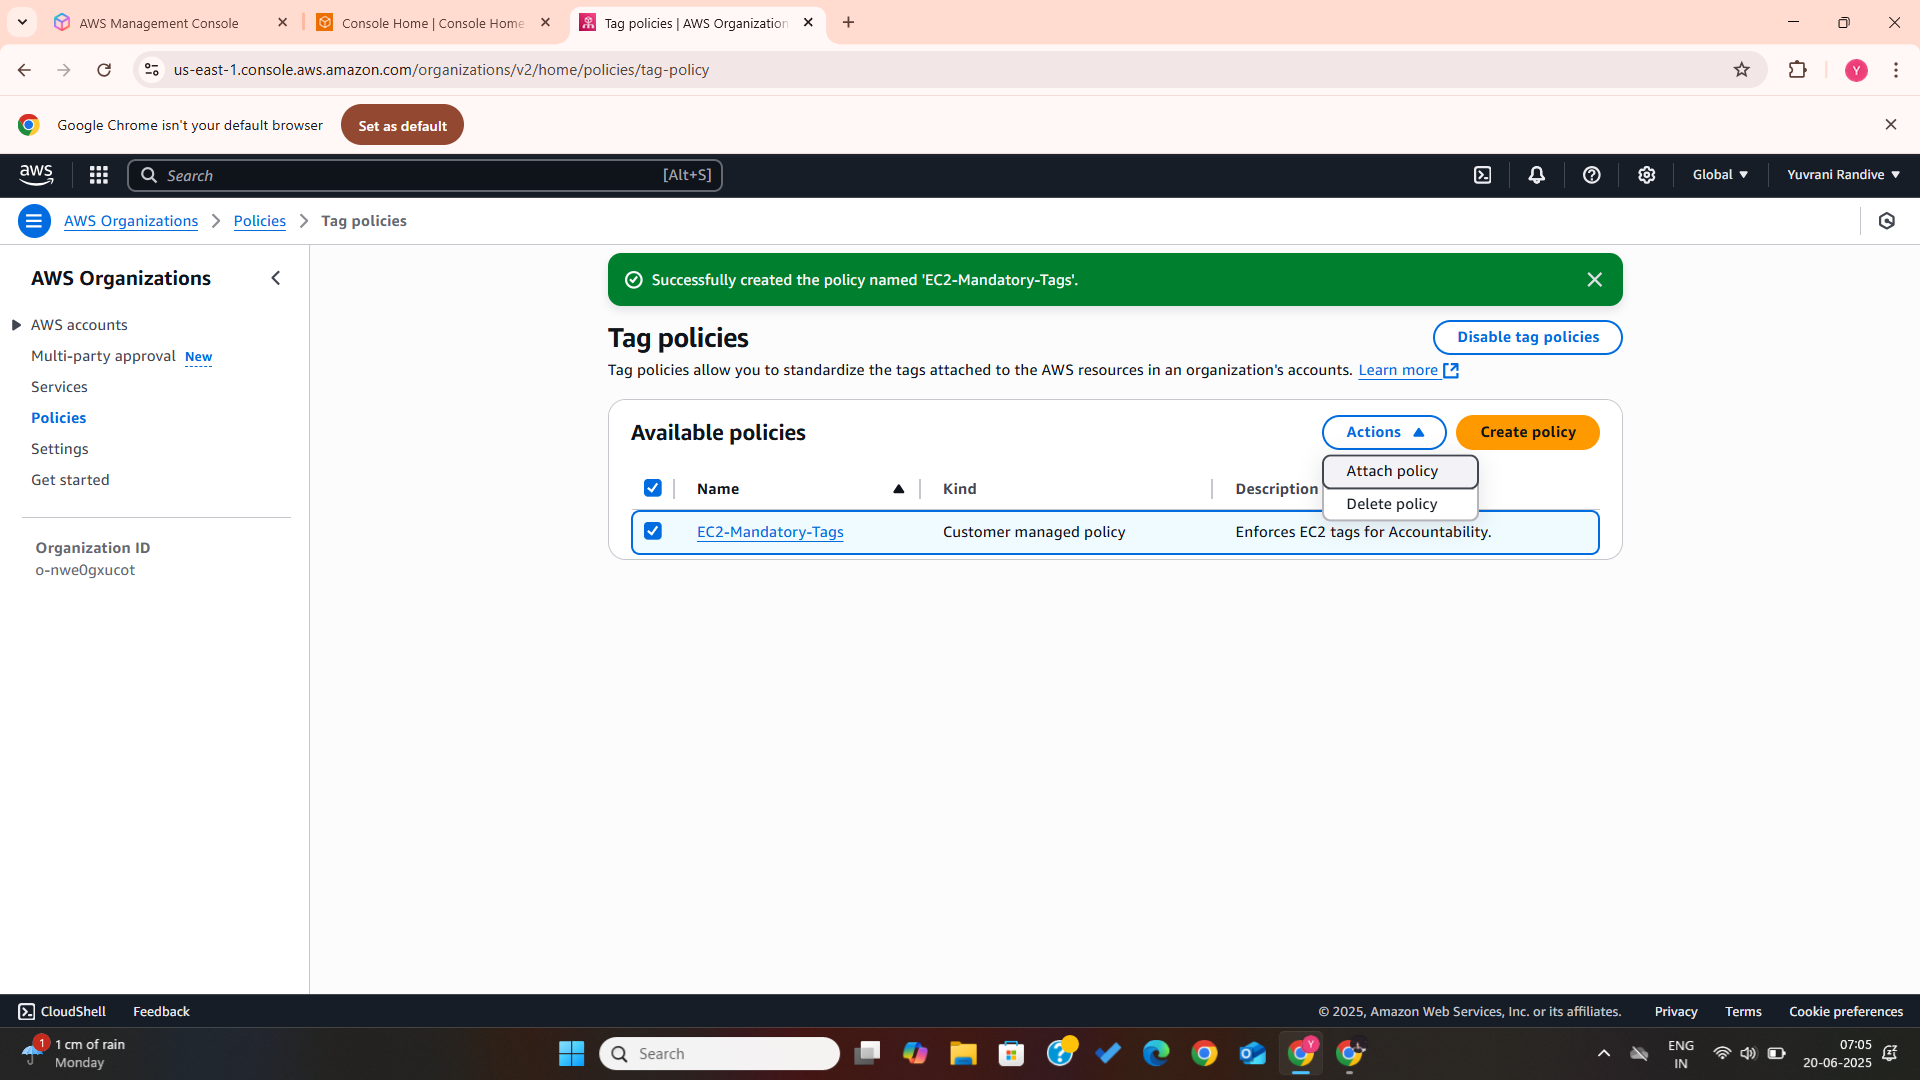 AWS Management Console
Console Home | Console Home
Tag policies | AWS Organization
us-east-1.console.aws.amazon.com/organizations/v2/home/policies/tag-policy
Y
Google Chrome isn't your default browser
Set as default
aws
Search
[Alt+S]
Global
Yuvrani Randive
AWS Organizations
Policies
Tag policies
AWS Organizations
AWS accounts
Multi-party approval New
Services
Policies
Settings
Get started
Organization ID
o-nwe0gxucot
Successfully created the policy named 'EC2-Mandatory-Tags'.
Tag policies
Disable tag policies
Tag policies allow you to standardize the tags attached to the AWS resources in an organization's accounts. Learn more
Available policies
Actions
Create policy
Attach policy
Delete policy
Name
Kind
Description
EC2-Mandatory-Tags
Customer managed policy
Enforces EC2 tags for Accountability.
CloudShell
Feedback
© 2025, Amazon Web Services, Inc. or its affiliates.
Privacy
Terms
Cookie preferences
1
1 cm of rain
Monday
Search
Y
ENG
IN
07:05
20-06-2025